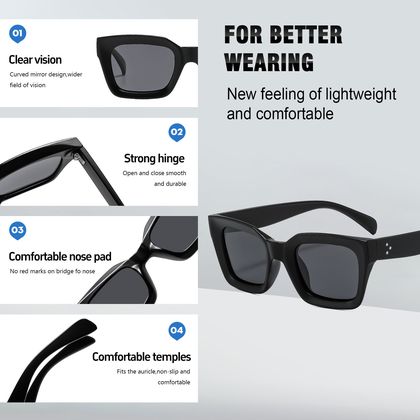 01
Clear vision
Curved mirror design,wider
field of vision
02
Strong hinge
Open and close smooth
and durable
03
Comfortable nose pad
No red marks on bridge fo nose
04
Comfortable temples
Fits the auricle,non-slip and
comfortable
FOR BETTER
WEARING
New feeling of lightweight
and comfortable